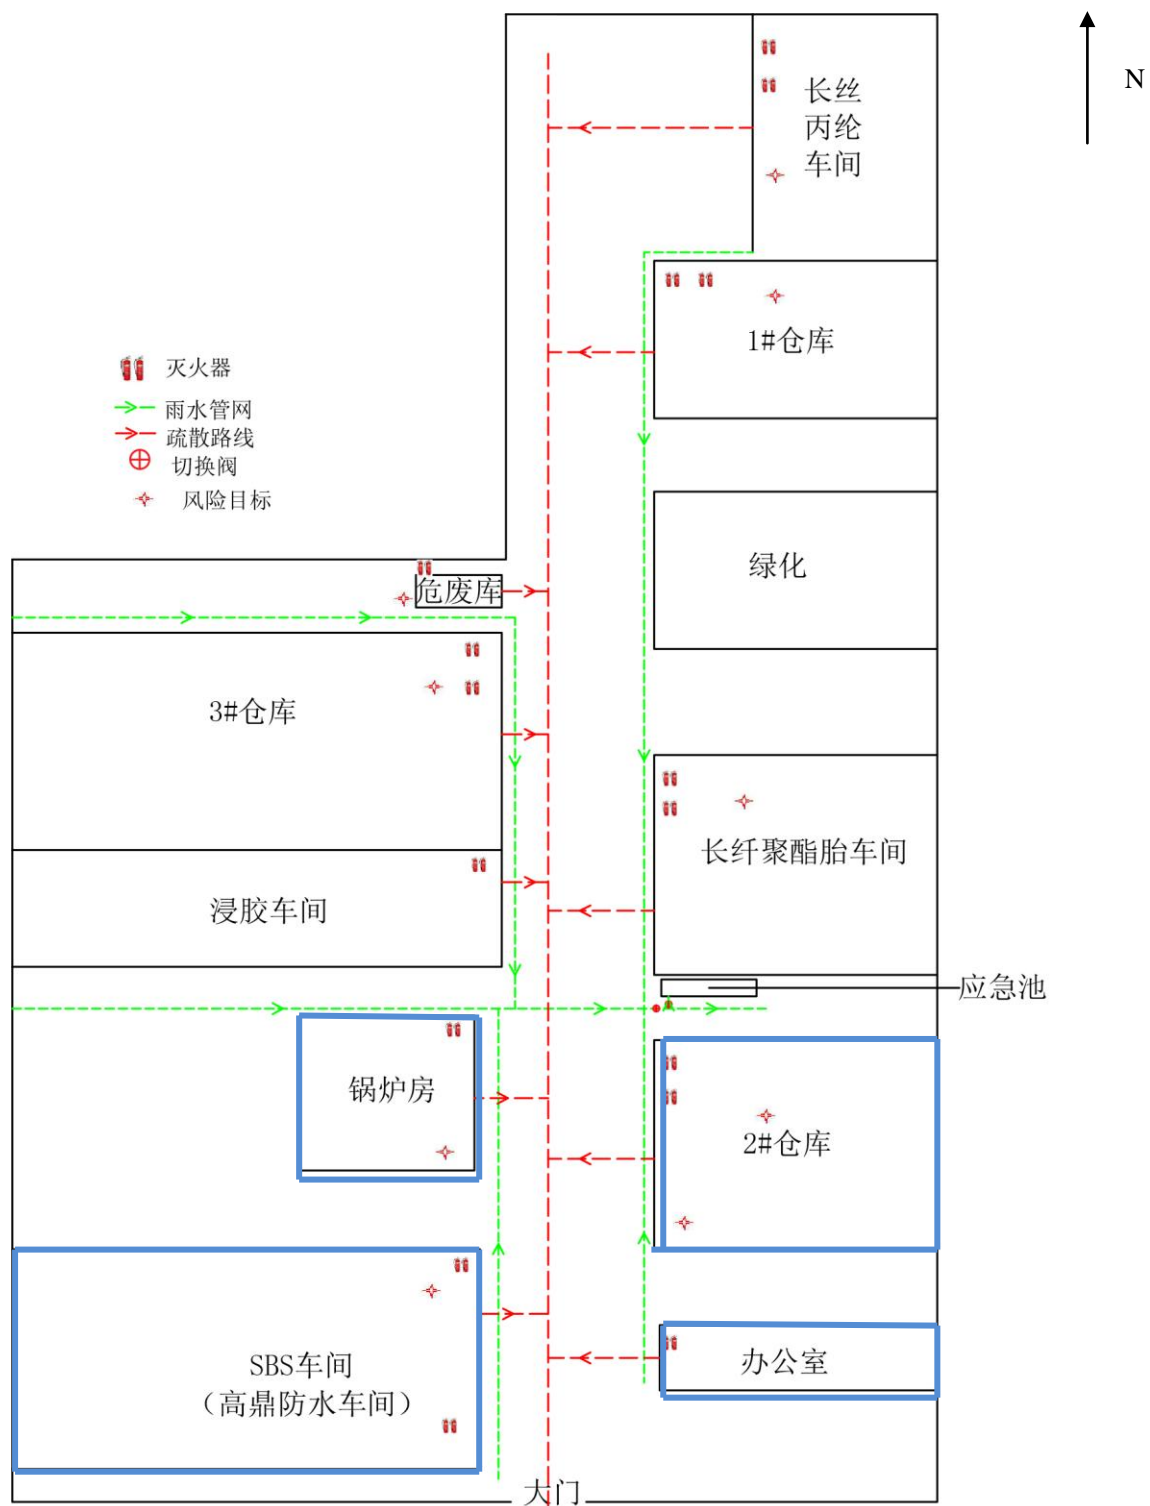 N
长丝
丙纶
车间
1#仓库
灭火器
雨水管网
疏散路线
切换阀
风险目标
绿化
危废库
3#仓库
长纤聚酯胎车间
浸胶车间
应急池
锅炉房
2#仓库
SBS车间
（高鼎防水车间）
办公室
大门